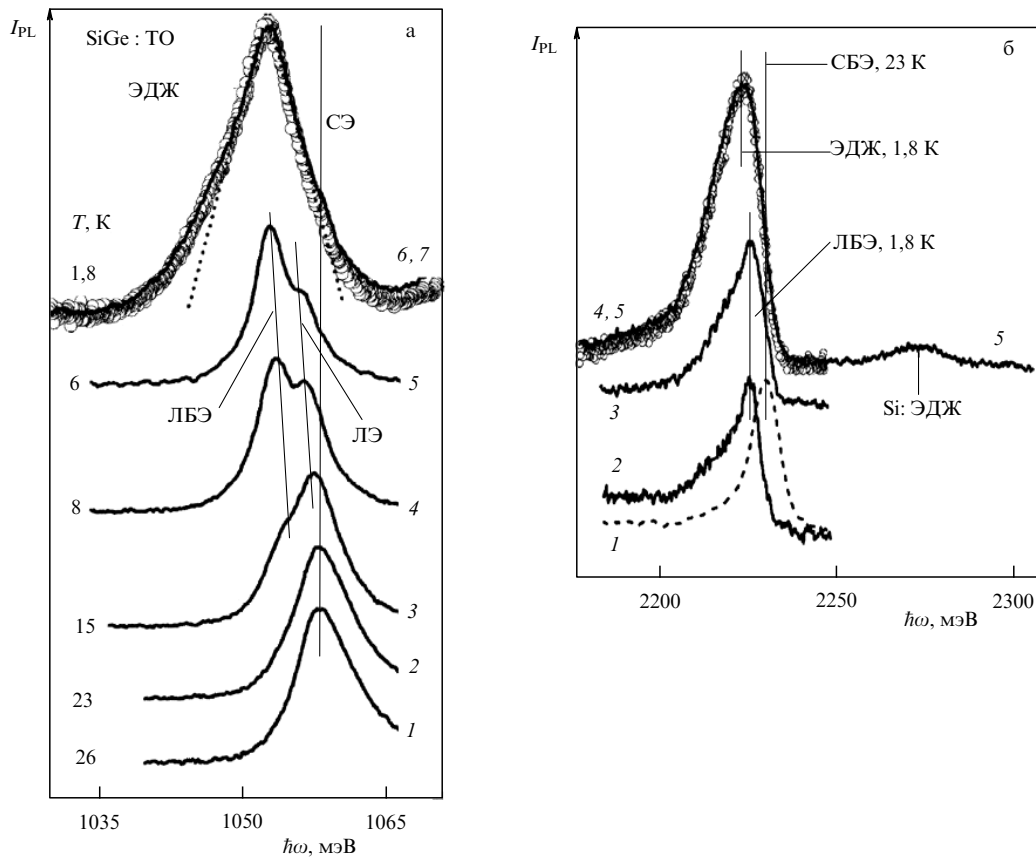 I_PL
SiGe : TO
а
ЭДЖ
СЭ
T, К
1,8
6, 7
6
5
ЛБЭ
ЛЭ
8
4
15
3
23
2
26
1
1035
1050
1065
ħω, мэВ
I_PL
б
СБЭ, 23 К
ЭДЖ, 1,8 К
ЛБЭ, 1,8 К
4, 5
5
3
Si: ЭДЖ
2
1
2200
2250
2300
ħω, мэВ